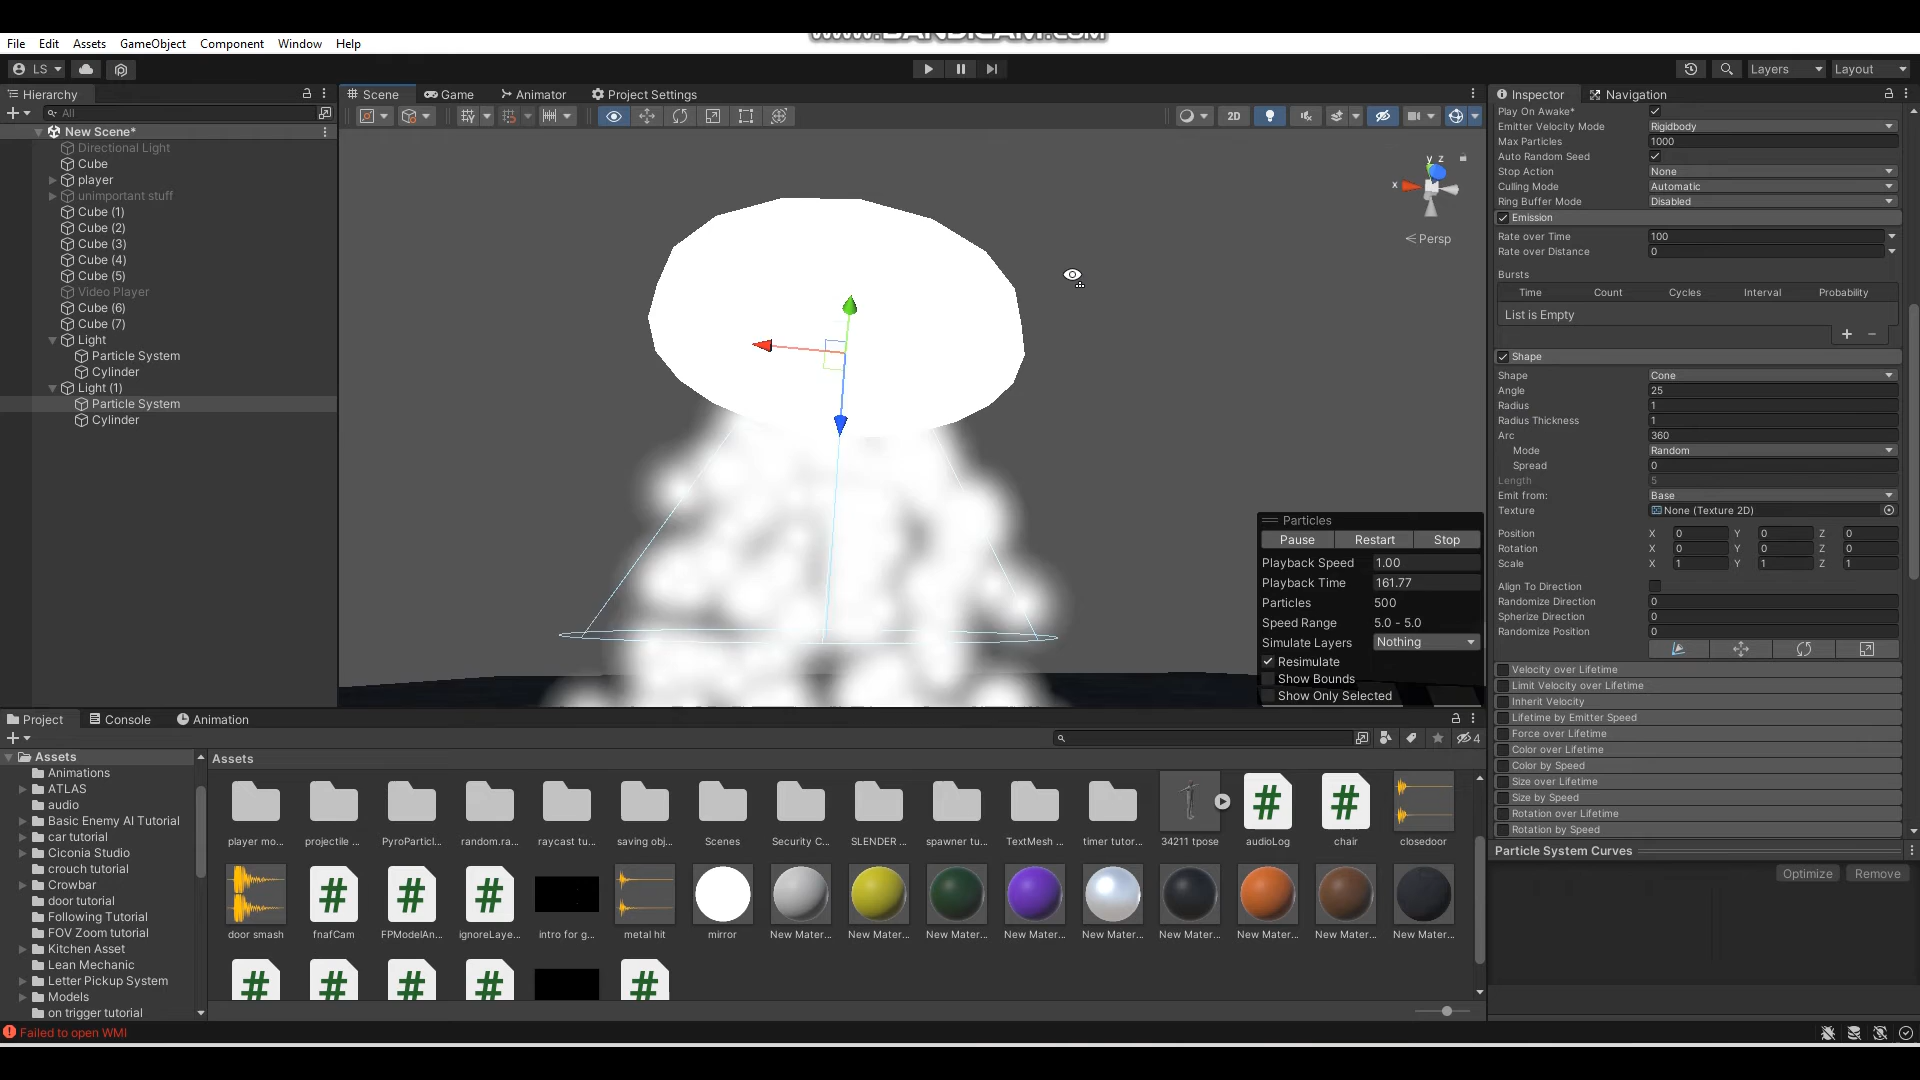 www.BANDICAM.com
File Edit Assets GameObject Component Window Help
LS Layers Layout
Hierarchy Scene Game Animator Project Settings Inspector Navigation
All 2D
New Scene*
Directional Light
Cube
player
unimportant stuff
Cube (1)
Cube (2)
Cube (3)
Cube (4)
Cube (5)
Video Player
Cube (6)
Cube (7)
Light
Particle System
Cylinder
Light (1)
Particle System
Cylinder
y z
x
Persp
Particles
Pause Restart Stop
Playback Speed 1.00
Playback Time 161.77
Particles 500
Speed Range 5.0 - 5.0
Simulate Layers Nothing
Resimulate
Show Bounds
Show Only Selected
Play On Awake*
Emitter Velocity Mode Rigidbody
Max Particles 1000
Auto Random Seed
Stop Action None
Culling Mode Automatic
Ring Buffer Mode Disabled
Emission
Rate over Time 100
Rate over Distance 0
Bursts
Time Count Cycles Interval Probability
List is Empty
Shape
Shape Cone
Angle 25
Radius 1
Radius Thickness 1
Arc 360
Mode Random
Spread 0
Length 5
Emit from: Base
Texture None (Texture 2D)
Position X 0 Y 0 Z 0
Rotation X 0 Y 0 Z 0
Scale X 1 Y 1 Z 1
Align To Direction
Randomize Direction 0
Spherize Direction 0
Randomize Position 0
Velocity over Lifetime
Limit Velocity over Lifetime
Inherit Velocity
Lifetime by Emitter Speed
Force over Lifetime
Color over Lifetime
Color by Speed
Size over Lifetime
Size by Speed
Rotation over Lifetime
Rotation by Speed
Particle System Curves
Optimize Remove
Project Console Animation
4
Assets
Animations
ATLAS
audio
Basic Enemy AI Tutorial
car tutorial
Ciconia Studio
crouch tutorial
Crowbar
door tutorial
Following Tutorial
FOV Zoom tutorial
Kitchen Asset
Lean Mechanic
Letter Pickup System
Models
on trigger tutorial
Assets
player mo... projectile ... PyroParticl... random.ra... raycast tu... saving obj... Scenes Security C... SLENDER ... spawner tu... TextMesh ... timer tutor... 34211 tpose audioLog chair closedoor
door smash fnafCam FPModelAn... ignoreLaye... intro for g... metal hit mirror New Mater... New Mater... New Mater... New Mater... New Mater... New Mater... New Mater... New Mater... New Mater...
Failed to open WMI